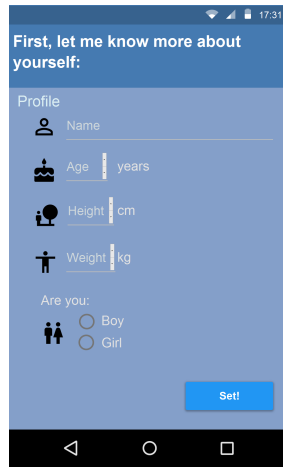 17:31
First, let me know more about
yourself:
Profile
Name
Age years
Height cm
Weight kg
Are you:
Boy
Girl
Set!